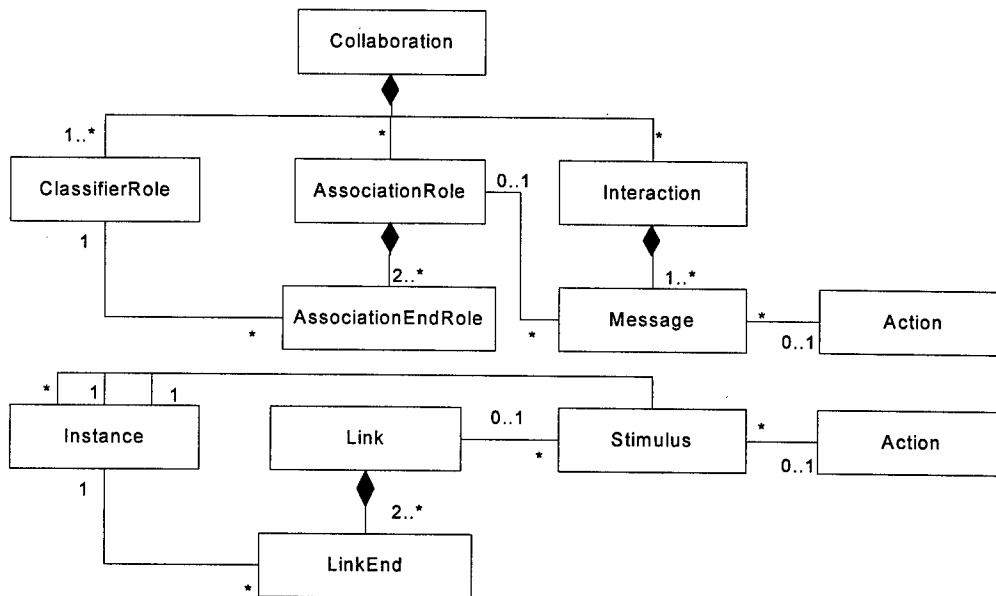 Collaboration
1..*
*
*
ClassifierRole
AssociationRole
0..1
Interaction
1
2..*
1..*
AssociationEndRole
*
*
Message
*
0..1
Action
*
1
1
Instance
Link
0..1
*
Stimulus
*
0..1
Action
1
2..*
LinkEnd
*